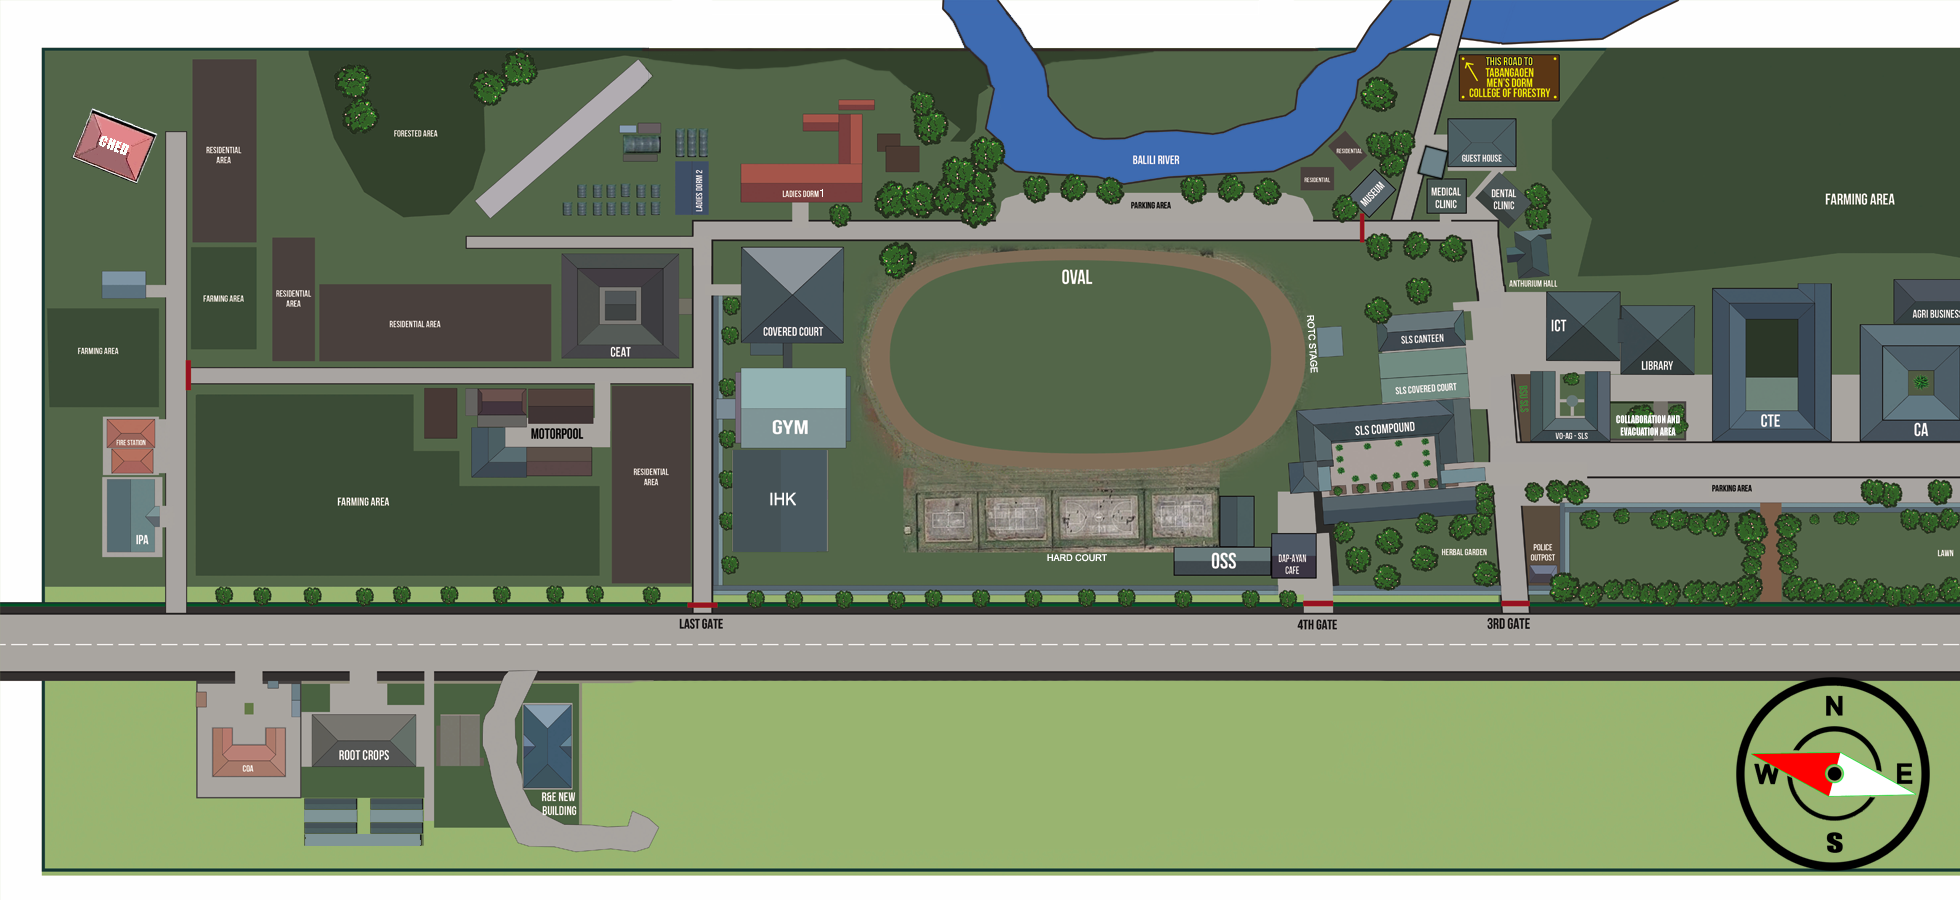 THIS ROAD TO
TABANGAOEN
MEN'S DORM
COLLEGE OF FORESTRY
CHED
RESIDENTIAL
AREA
FORESTED AREA
LADIES DORM 2
LADIES DORM 1
BALILI RIVER
PARKING AREA
RESIDENTIAL
RESIDENTIAL
MUSEUM
GUEST HOUSE
MEDICAL
CLINIC
DENTAL
CLINIC
FARMING AREA
ANTHURIUM HALL
FARMING AREA
RESIDENTIAL
AREA
RESIDENTIAL AREA
CEAT
COVERED COURT
OVAL
ROTC STAGE
SLS CANTEEN
SLS COVERED COURT
ICT
LIBRARY
AGRI BUSINES
FARMING AREA
FIRE STATION
IPA
MOTORPOOL
FARMING AREA
RESIDENTIAL
AREA
GYM
IHK
HARD COURT
OSS
DAP-AYAN
CAFE
SLS COMPOUND
HERBAL GARDEN
VO-AG - SLS
COLLABORATION AND
EVACUATION AREA
CTE
CA
PARKING AREA
POLICE
OUTPOST
LAWN
LAST GATE
4TH GATE
3RD GATE
COA
ROOT CROPS
R&E NEW
BUILDING
N
W
E
S